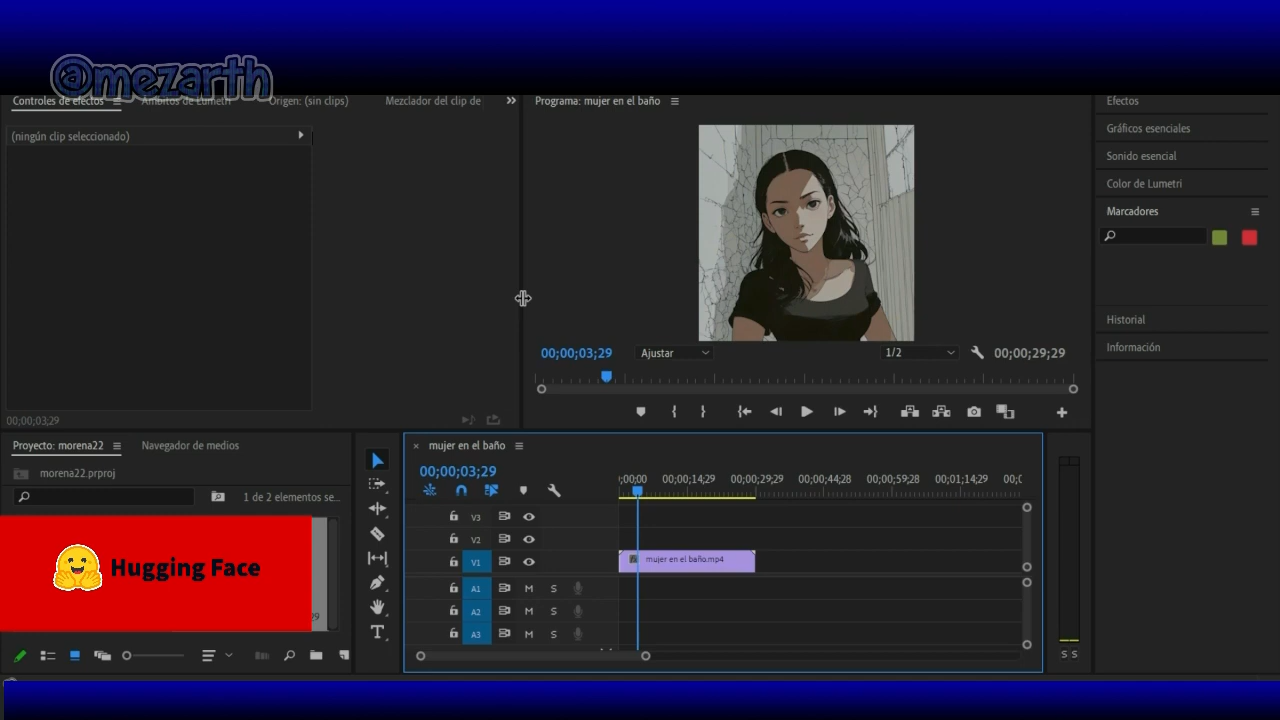 @mezarth
Controles de efectos
Ámbitos de Lumetri
Origen: (sin clips)
Mezclador del clip de
Programa: mujer en el baño
Efectos
(ningún clip seleccionado)
Gráficos esenciales
Sonido esencial
Color de Lumetri
Marcadores
Historial
Información
00;00;03;29
Ajustar
1/2
00;00;29;29
00;00;03;29
Proyecto: morena22
Navegador de medios
mujer en el baño
morena22.prproj
00;00;03;29
1 de 2 elementos se...
;00;00
00;00;14;29
00;00;29;29
00;00;44;28
00;00;59;28
00;01;14;29
00;0
V3
V2
V1
mujer en el baño.mp4
Hugging Face
A1 M S
A2 M S
A3 M S
S S